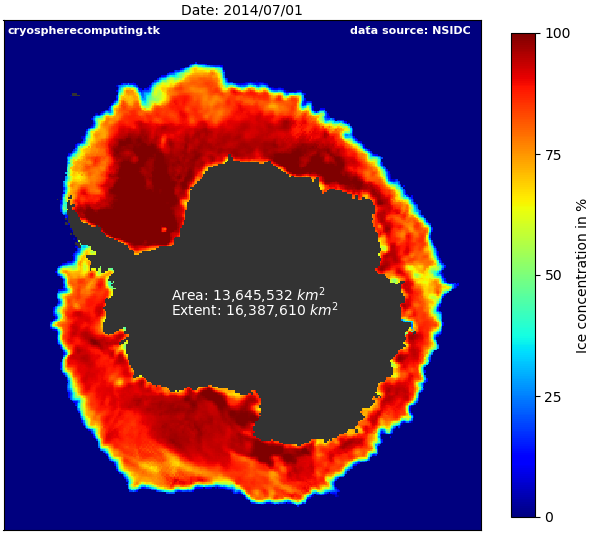 Date: 2014/07/01
cryospherecomputing.tk
data source: NSIDC
100
75
50
25
0
Ice concentration in %
Area: 13,645,532 km²
Extent: 16,387,610 km²